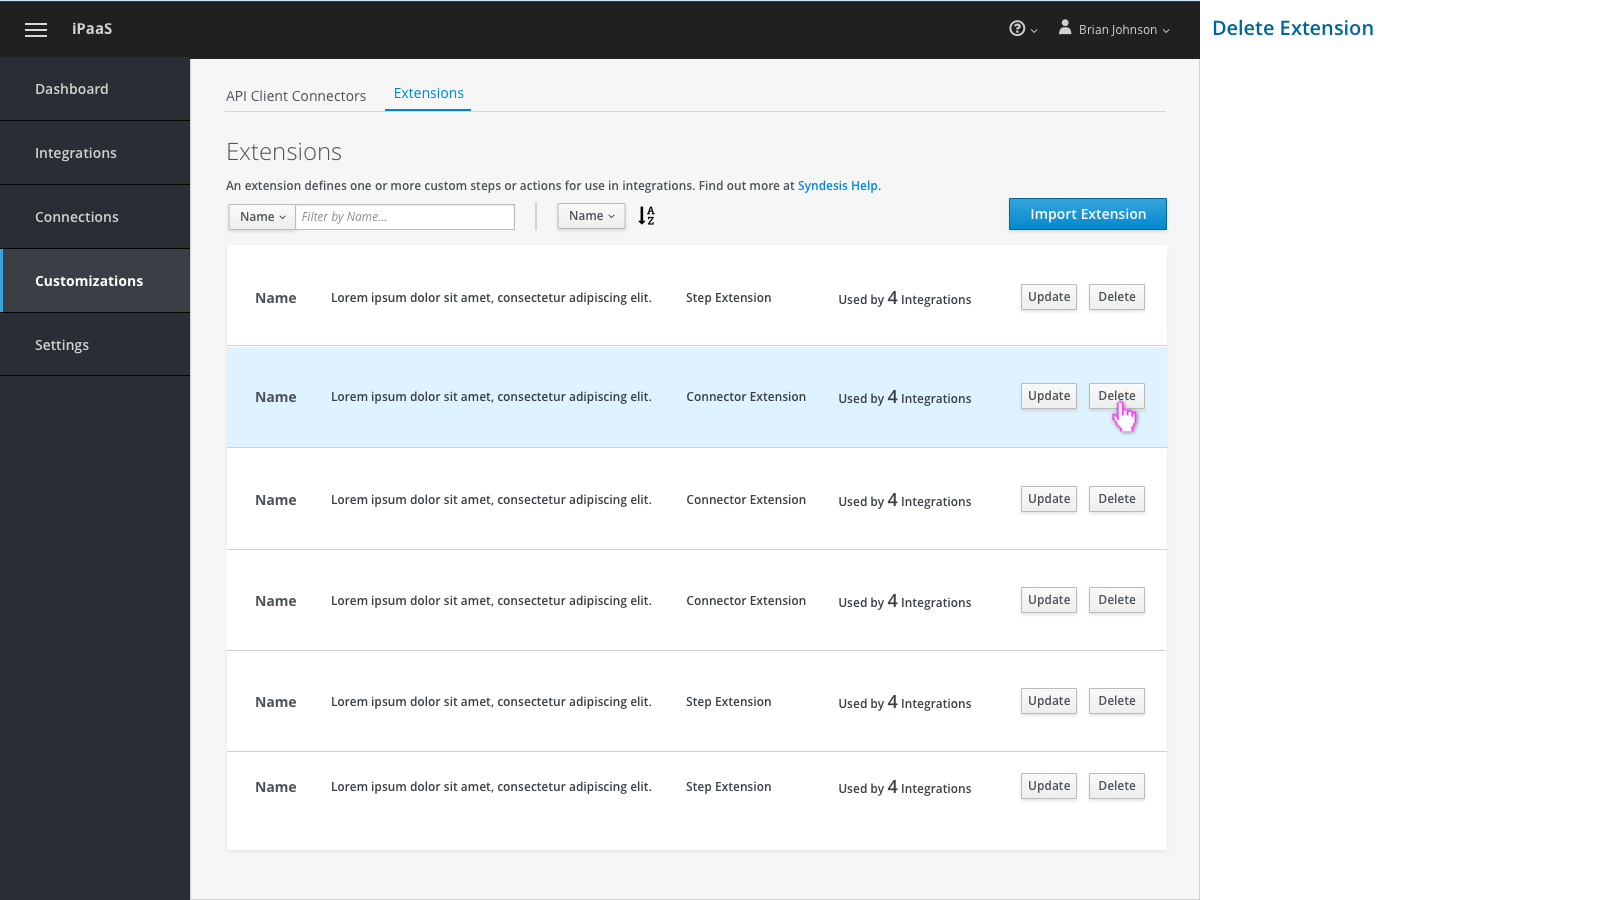 iPaaS
Brian Johnson
Delete Extension
Dashboard
Integrations
Connections
Customizations
Settings
API Client Connectors
Extensions
Extensions
An extension defines one or more custom steps or actions for use in integrations. Find out more at Syndesis Help.
Name
Filter by Name...
Name
A
Z
Import Extension
Name Lorem ipsum dolor sit amet, consectetur adipiscing elit. Step Extension Used by 4 Integrations Update Delete
Name Lorem ipsum dolor sit amet, consectetur adipiscing elit. Connector Extension Used by 4 Integrations Update Delete
Name Lorem ipsum dolor sit amet, consectetur adipiscing elit. Connector Extension Used by 4 Integrations Update Delete
Name Lorem ipsum dolor sit amet, consectetur adipiscing elit. Connector Extension Used by 4 Integrations Update Delete
Name Lorem ipsum dolor sit amet, consectetur adipiscing elit. Step Extension Used by 4 Integrations Update Delete
Name Lorem ipsum dolor sit amet, consectetur adipiscing elit. Step Extension Used by 4 Integrations Update Delete